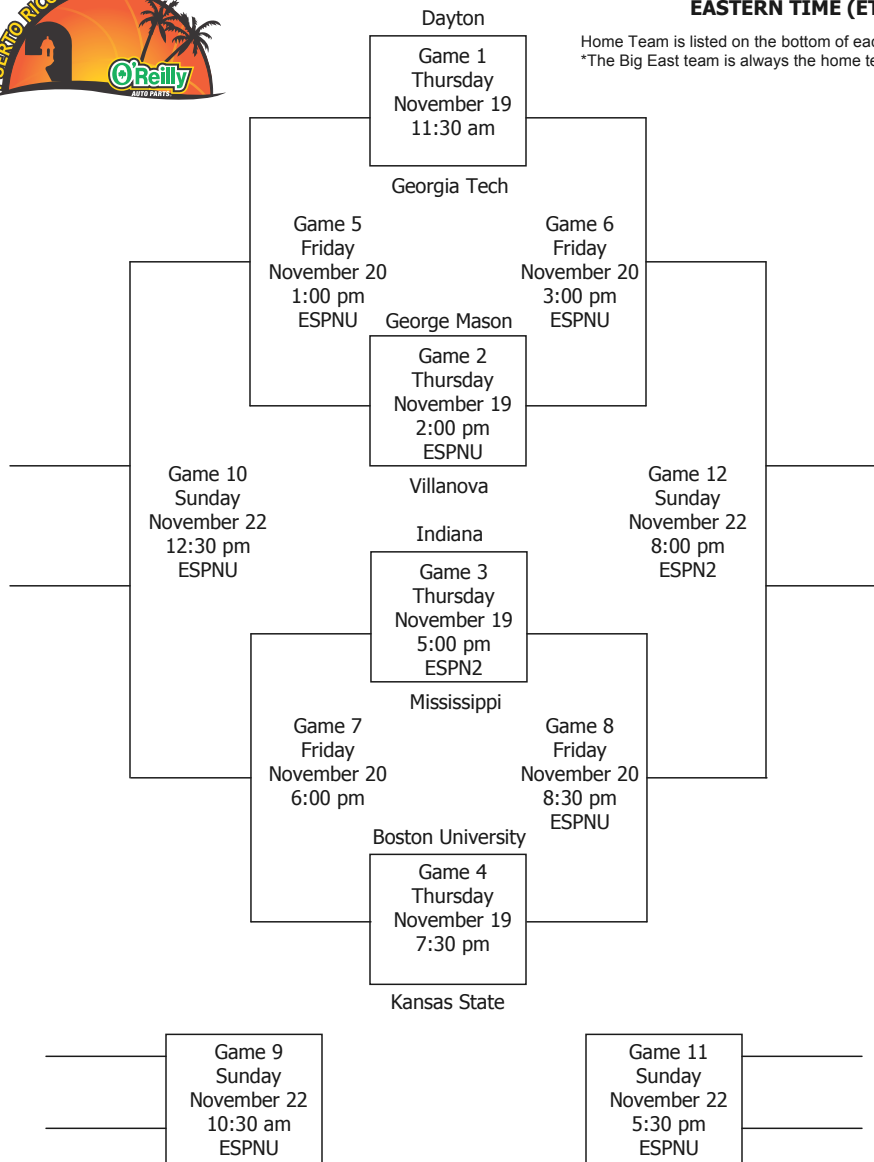 PUERTO RICO
O'Reilly
AUTO PARTS
EASTERN TIME (ET
Home Team is listed on the bottom of eac
*The Big East team is always the home te
Dayton
Game 1
Thursday
November 19
11:30 am
Georgia Tech
Game 5
Friday
November 20
1:00 pm
ESPNU
Game 6
Friday
November 20
3:00 pm
ESPNU
George Mason
Game 2
Thursday
November 19
2:00 pm
ESPNU
Villanova
Game 10
Sunday
November 22
12:30 pm
ESPNU
Game 12
Sunday
November 22
8:00 pm
ESPN2
Indiana
Game 3
Thursday
November 19
5:00 pm
ESPN2
Mississippi
Game 7
Friday
November 20
6:00 pm
Game 8
Friday
November 20
8:30 pm
ESPNU
Boston University
Game 4
Thursday
November 19
7:30 pm
Kansas State
Game 9
Sunday
November 22
10:30 am
ESPNU
Game 11
Sunday
November 22
5:30 pm
ESPNU